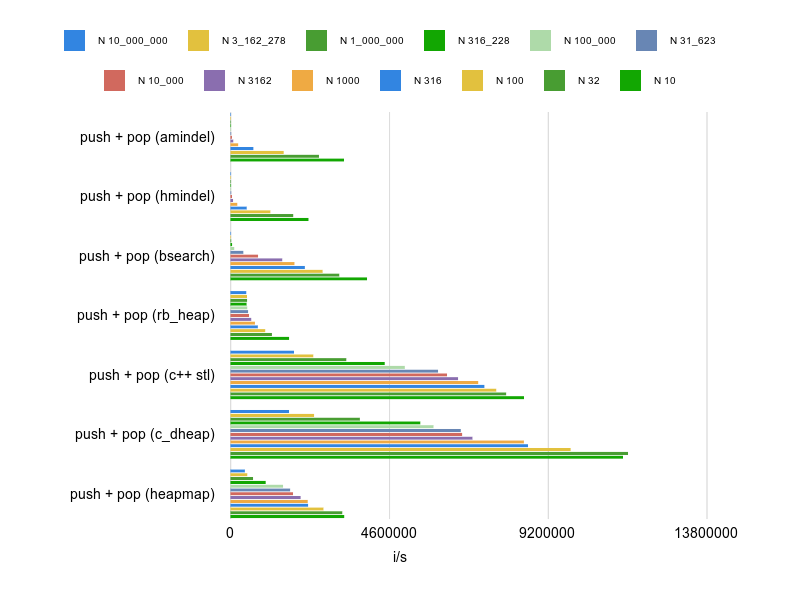 N 10_000_000 N 3_162_278 N 1_000_000 N 316_228 N 100_000 N 31_623
N 10_000 N 3162 N 1000 N 316 N 100 N 32 N 10
push + pop (amindel)
push + pop (hmindel)
push + pop (bsearch)
push + pop (rb_heap)
push + pop (c++ stl)
push + pop (c_dheap)
push + pop (heapmap)
0 4600000 9200000 13800000
i/s